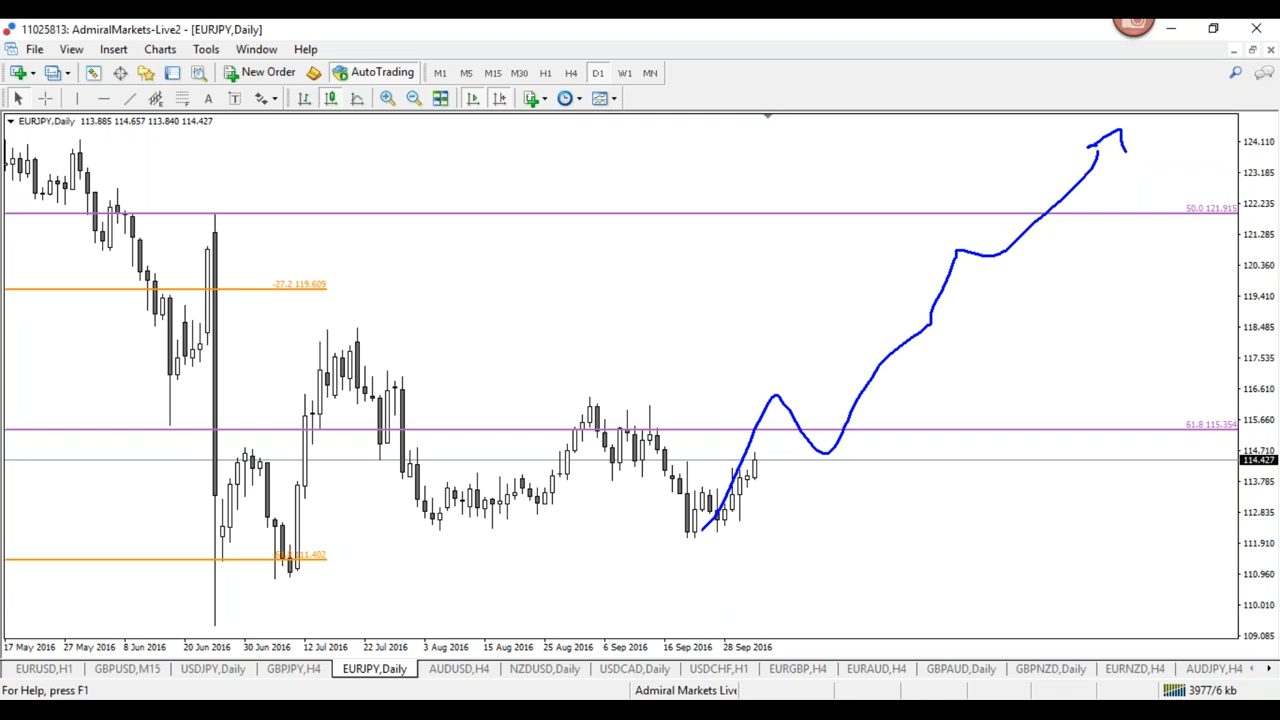 11025813: AdmiralMarkets-Live2 - [EURJPY,Daily]
File View Insert Charts Tools Window Help
New Order AutoTrading M1 M5 M15 M30 H1 H4 D1 W1 MN
A T
EURJPY,Daily 113.885 114.657 113.840 114.427
124.110
123.185
50.0 121.915
122.235
121.285
120.360
-27.2 119.609
119.410
118.485
117.535
116.610
115.660
61.8 115.354
114.710
114.427
113.785
112.835
111.910
111.402
110.960
110.010
109.085
17 May 2016 27 May 2016 8 Jun 2016 20 Jun 2016 30 Jun 2016 12 Jul 2016 22 Jul 2016 3 Aug 2016 15 Aug 2016 25 Aug 2016 6 Sep 2016 16 Sep 2016 28 Sep 2016
EURUSD,H1 GBPUSD,M15 USDJPY,Daily GBPJPY,H4 EURJPY,Daily AUDUSD,H4 NZDUSD,Daily USDCAD,Daily USDCHF,H1 EURGBP,H4 EURAUD,H4 GBPAUD,Daily GBPNZD,Daily EURNZD,H4 AUDJPY,H4
For Help, press F1 Admiral Markets Live 3977/6 kb